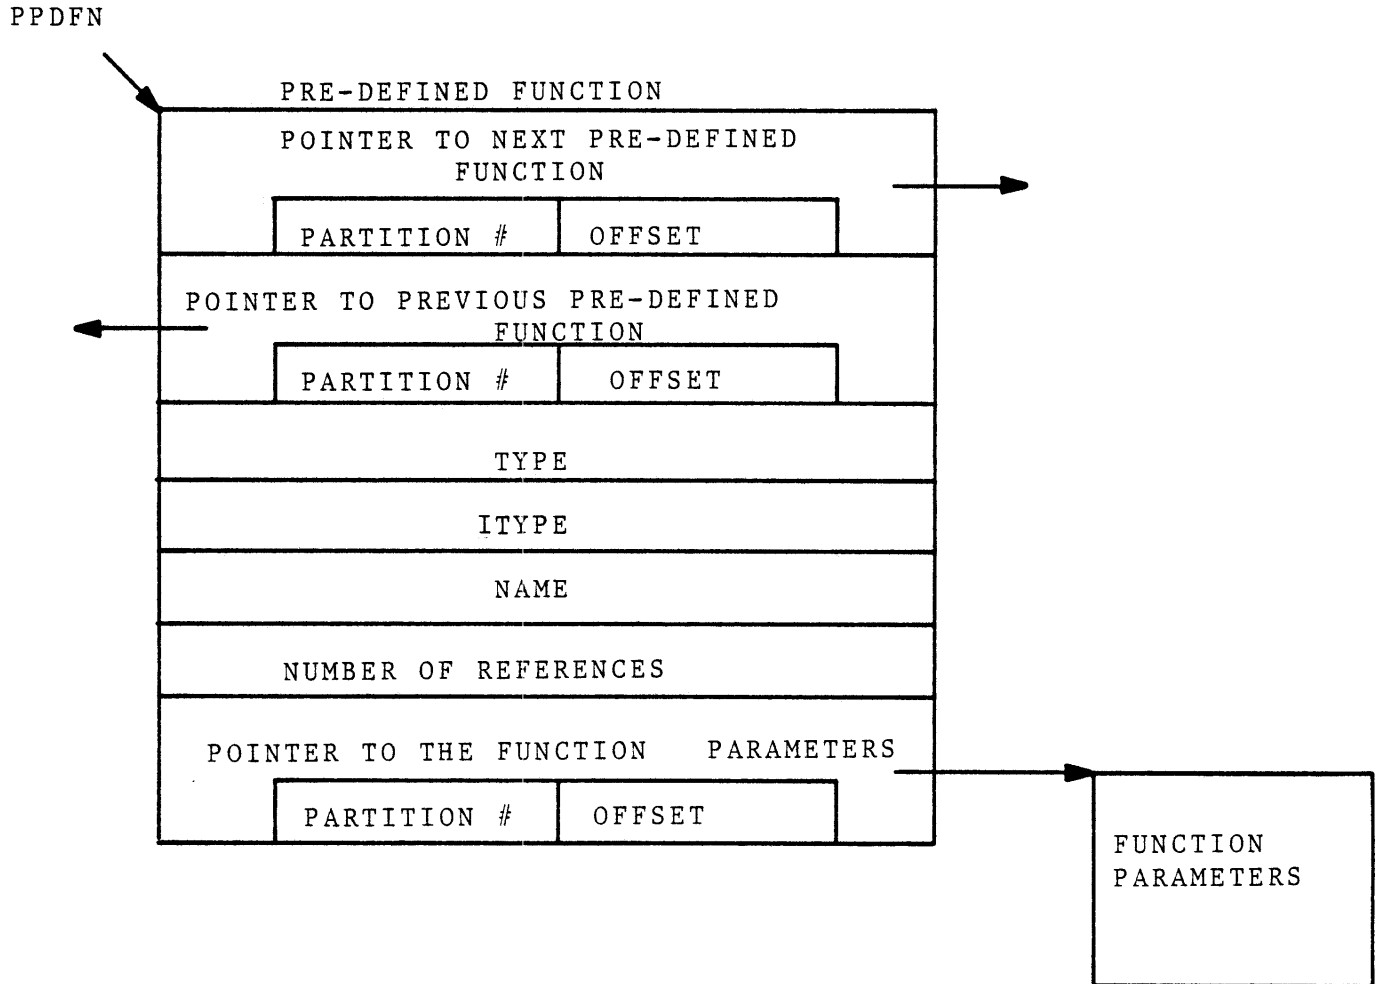 PPDFN
PRE-DEFINED FUNCTION
POINTER TO NEXT PRE-DEFINED
FUNCTION
PARTITION # OFFSET
POINTER TO PREVIOUS PRE-DEFINED
FUNCTION
PARTITION # OFFSET
TYPE
ITYPE
NAME
NUMBER OF REFERENCES
POINTER TO THE FUNCTION PARAMETERS
PARTITION # OFFSET
FUNCTION
PARAMETERS